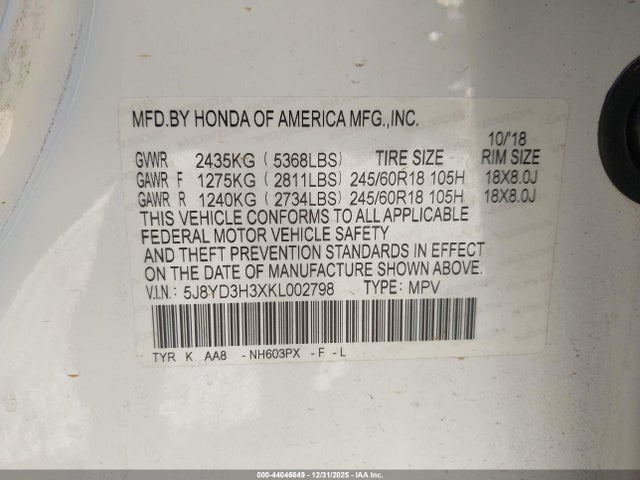 MFD.BY HONDA OF AMERICA MFG.,INC.
10/'18
GVWR 2435KG ( 5368LBS) TIRE SIZE RIM SIZE
GAWR F 1275KG ( 2811LBS) 245/60R18 105H 18X8.0J
GAWR R 1240KG ( 2734LBS) 245/60R18 105H 18X8.0J
THIS VEHICLE CONFORMS TO ALL APPLICABLE
FEDERAL MOTOR VEHICLE SAFETY
AND THEFT PREVENTION STANDARDS IN EFFECT
ON THE DATE OF MANUFACTURE SHOWN ABOVE.
V.I.N.: 5J8YD3H3XKL002798 TYPE: MPV
TYR K AA8 - NH603PX - F - L
000-44046649 - 12/31/2025 - IAA Inc.